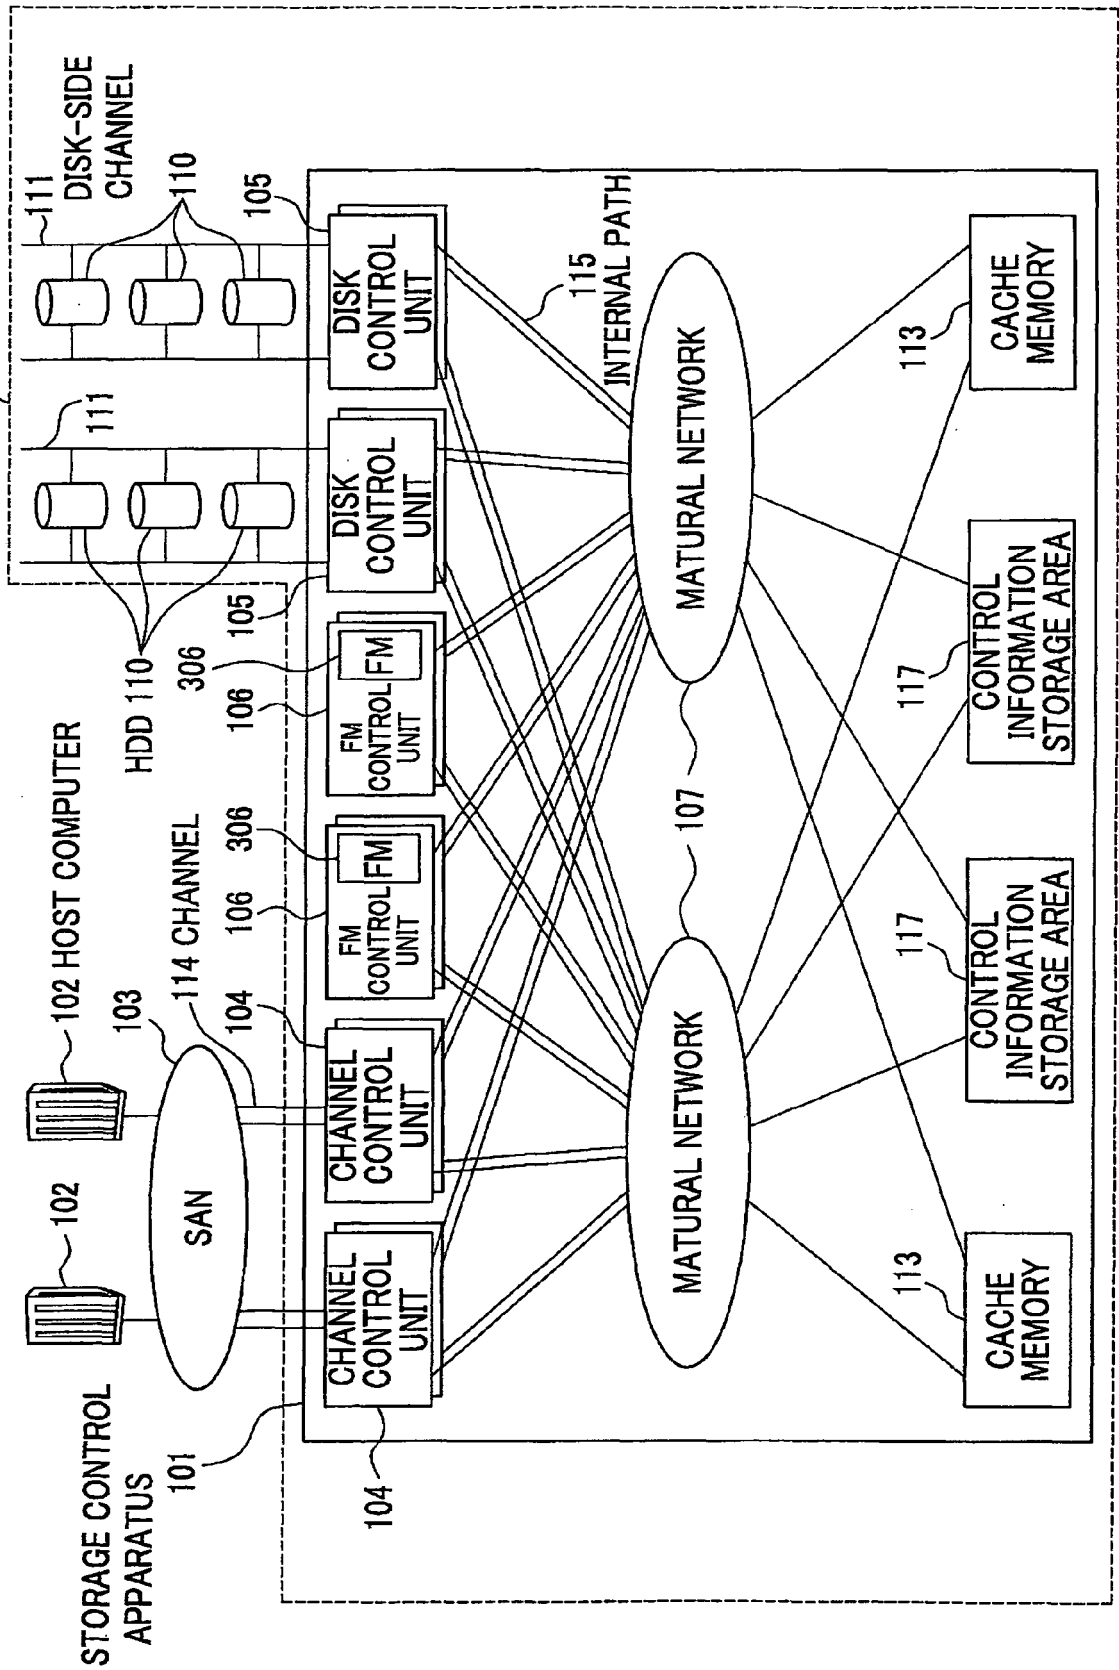 STORAGE CONTROL
APPARATUS
101
102
102 HOST COMPUTER
103
SAN
114 CHANNEL
HDD 110
111
111
DISK-SIDE
CHANNEL
110
104
CHANNEL
CONTROL
UNIT
104
CHANNEL
CONTROL
UNIT
106
306
FM
CONTROL
UNIT
FM
106
306
FM
CONTROL
UNIT
FM
105
DISK
CONTROL
UNIT
105
DISK
CONTROL
UNIT
115
INTERNAL PATH
MATURAL NETWORK
107
MATURAL NETWORK
113
CACHE
MEMORY
117
CONTROL
INFORMATION
STORAGE AREA
117
CONTROL
INFORMATION
STORAGE AREA
113
CACHE
MEMORY